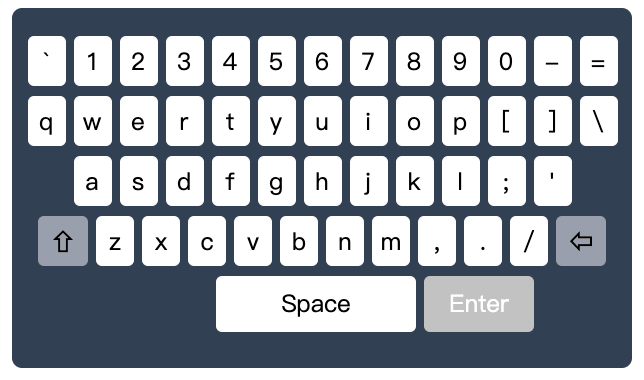 ` 1 2 3 4 5 6 7 8 9 0 – =
q w e r t y u i o p [ ] \
a s d f g h j k l ; '
⇧ z x c v b n m , . / ⇦
Space Enter